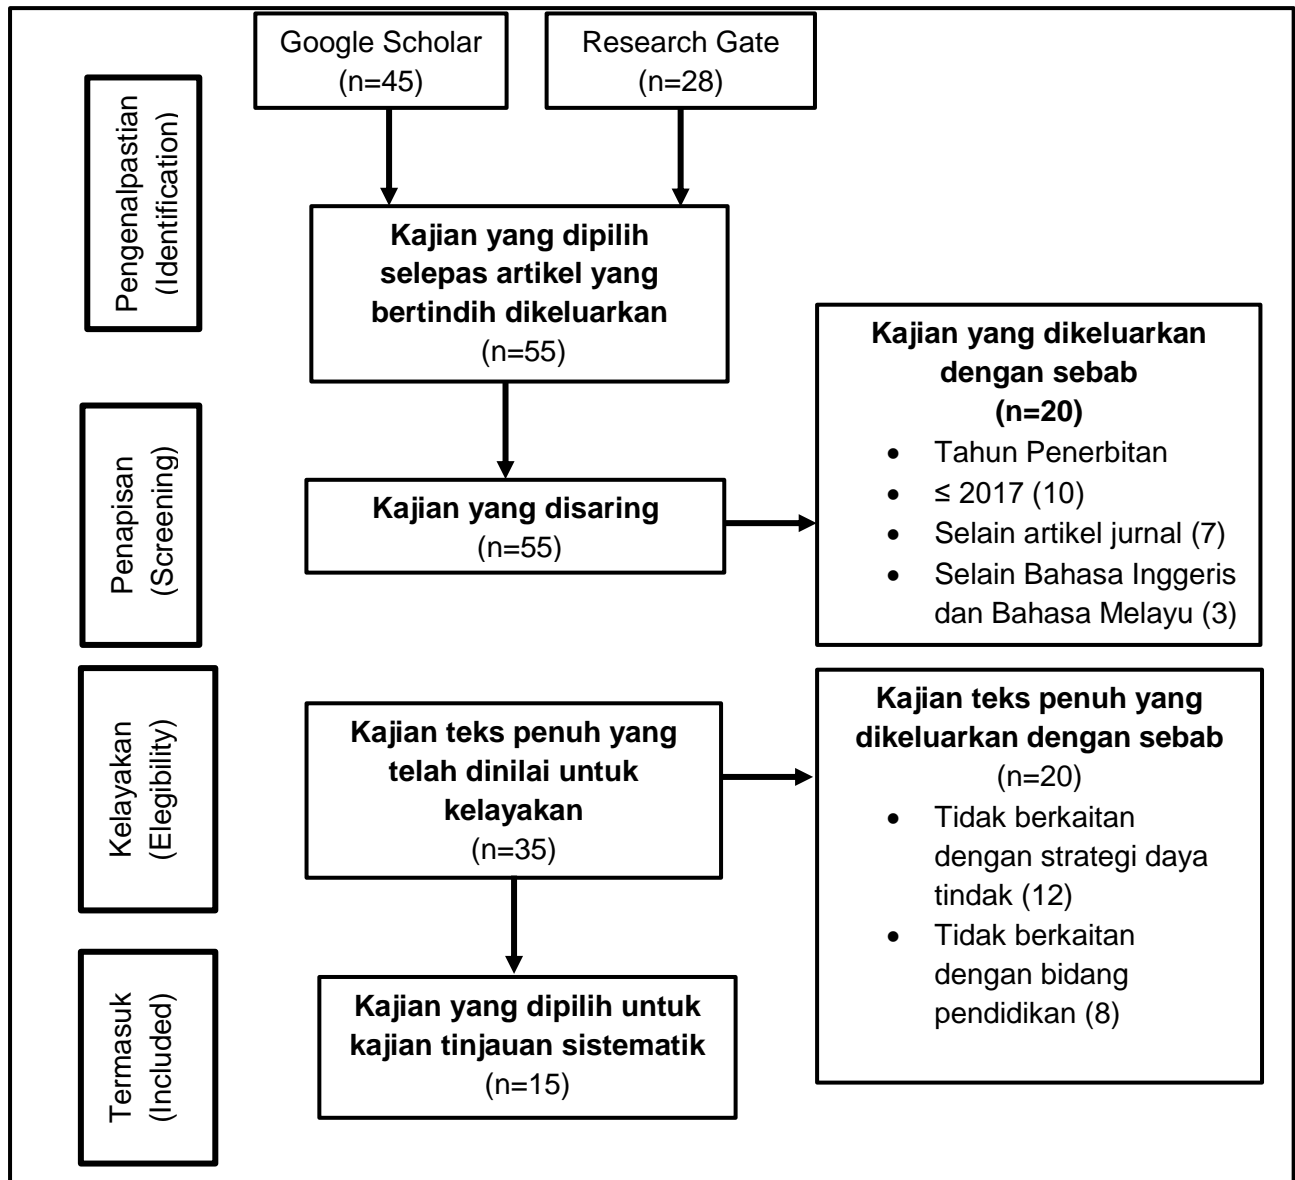 Google Scholar
(n=45)
Research Gate
(n=28)
Pengenalpastian
(Identification)
Kajian yang dipilih
selepas artikel yang
bertindih dikeluarkan
(n=55)
Penapisan
(Screening)
Kajian yang disaring
(n=55)
Kajian yang dikeluarkan
dengan sebab
(n=20)
• Tahun Penerbitan
• ≤ 2017 (10)
• Selain artikel jurnal (7)
• Selain Bahasa Inggeris
dan Bahasa Melayu (3)
Kelayakan
(Elegibility)
Kajian teks penuh yang
telah dinilai untuk
kelayakan
(n=35)
Kajian teks penuh yang
dikeluarkan dengan sebab
(n=20)
• Tidak berkaitan
dengan strategi daya
tindak (12)
• Tidak berkaitan
dengan bidang
pendidikan (8)
Termasuk
(Included)
Kajian yang dipilih untuk
kajian tinjauan sistematik
(n=15)